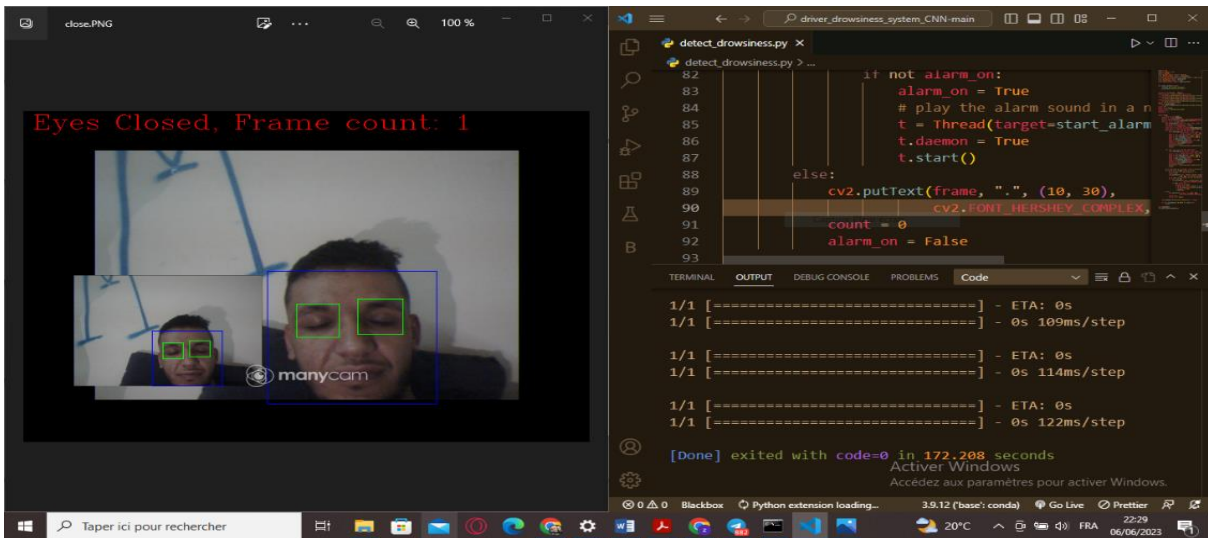 close.PNG
100 %
Eyes Closed, Frame count: 1
manycam
driver_drowsiness_system_CNN-main
detect_drowsiness.py
detect_drowsiness.py > ...
82 if not alarm_on:
83 alarm_on = True
84 # play the alarm sound in a n
85 t = Thread(target=start_alarm
86 t.daemon = True
87 t.start()
88 else:
89 cv2.putText(frame, ".", (10, 30),
90 cv2.FONT_HERSHEY_COMPLEX,
91 count = 0
92 alarm_on = False
93
TERMINAL OUTPUT DEBUG CONSOLE PROBLEMS Code
1/1 [==============================] - ETA: 0s
1/1 [==============================] - 0s 109ms/step
1/1 [==============================] - ETA: 0s
1/1 [==============================] - 0s 114ms/step
1/1 [==============================] - ETA: 0s
1/1 [==============================] - 0s 122ms/step
[Done] exited with code=0 in 172.208 seconds
Activer Windows
Accédez aux paramètres pour activer Windows.
0 0 Blackbox Python extension loading... 3.9.12 ('base': conda) Go Live Prettier
Taper ici pour rechercher
20°C FRA 22:29
06/06/2023